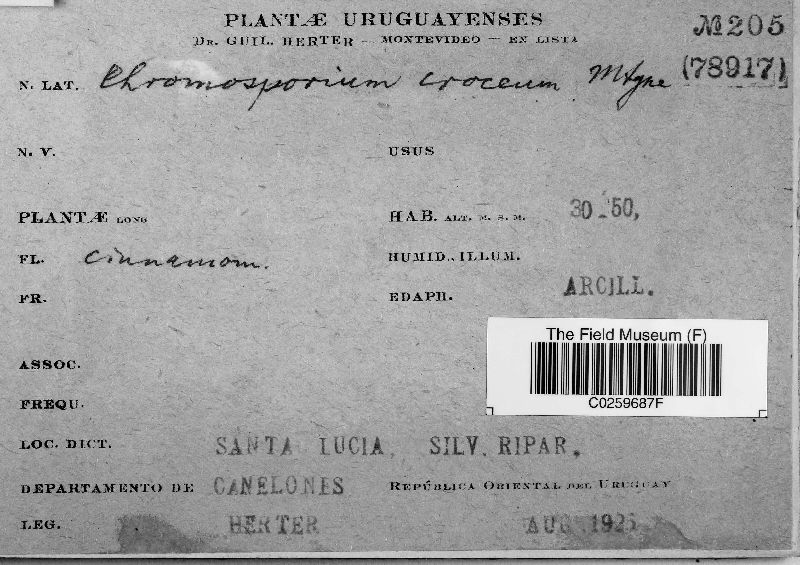 PLANTÆ URUGUAYENSES
№205
DR. GUIL. HERTER — MONTEVIDEO — EN LISTA
N. LAT. Chromosporium croceum Mtgne (78917)
N. V. USUS
PLANTÆ LONG HAB. ALT. M. S. M. 30-50,
FL. cinnamom. HUMID., ILLUM.
FR. EDAPH. ARCILL.
The Field Museum (F)
C0259687F
ASSOC.
FREQU.
LOC. DICT. SANTA LUCIA, SILV. RIPAR.
DEPARTAMENTO DE CANELONES REPÚBLICA ORIENTAL DEL URUGUAY
LEG. HERTER AUG